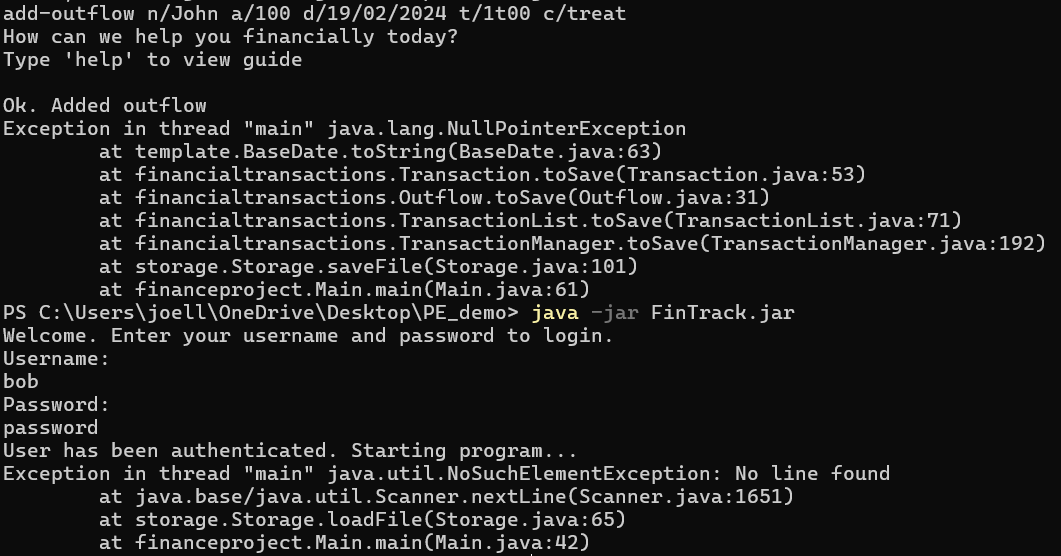 add-outflow n/John a/100 d/19/02/2024 t/1t00 c/treat
How can we help you financially today?
Type 'help' to view guide
Ok. Added outflow
Exception in thread "main" java.lang.NullPointerException
at template.BaseDate.toString(BaseDate.java:63)
at financialtransactions.Transaction.toSave(Transaction.java:53)
at financialtransactions.Outflow.toSave(Outflow.java:31)
at financialtransactions.TransactionList.toSave(TransactionList.java:71)
at financialtransactions.TransactionManager.toSave(TransactionManager.java:192)
at storage.Storage.saveFile(Storage.java:101)
at financeproject.Main.main(Main.java:61)
PS C:\Users\joell\OneDrive\Desktop\PE_demo> java -jar FinTrack.jar
Welcome. Enter your username and password to login.
Username:
bob
Password:
password
User has been authenticated. Starting program...
Exception in thread "main" java.util.NoSuchElementException: No line found
at java.base/java.util.Scanner.nextLine(Scanner.java:1651)
at storage.Storage.loadFile(Storage.java:65)
at financeproject.Main.main(Main.java:42)